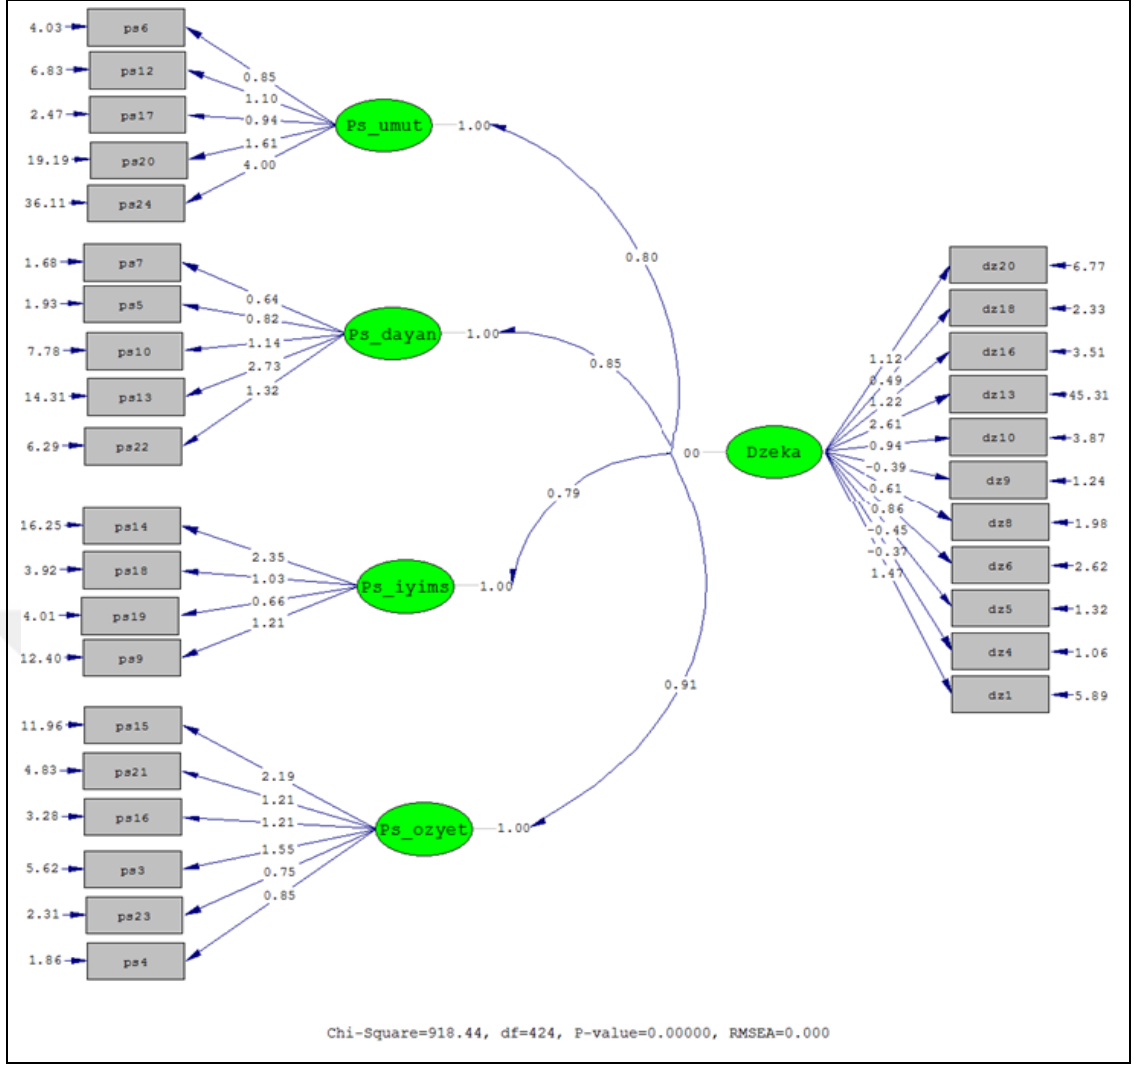 4.03 ps6
6.83 ps12
2.47 ps17
19.19 ps20
36.11 ps24
0.85
1.10
0.94
1.61
4.00
Ps_umut 1.00
1.68 ps7
1.93 ps5
7.78 ps10
14.31 ps13
6.29 ps22
0.64
0.82
1.14
2.73
1.32
Ps_dayan 1.00
16.25 ps14
3.92 ps18
4.01 ps19
12.40 ps9
2.35
1.03
0.66
1.21
Ps_iyims 1.00
11.96 ps15
4.83 ps21
3.28 ps16
5.62 ps3
2.31 ps23
1.86 ps4
2.19
1.21
1.21
1.55
0.75
0.85
Ps_ozyet 1.00
0.80
0.85
0.79
0.91
00 Dzeka
1.12
0.49
1.22
2.61
0.94
-0.39
0.61
0.86
-0.45
-0.37
1.47
dz20 6.77
dz18 2.33
dz16 3.51
dz13 45.31
dz10 3.87
dz9 1.24
dz8 1.98
dz6 2.62
dz5 1.32
dz4 1.06
dz1 5.89
Chi-Square=918.44, df=424, P-value=0.00000, RMSEA=0.000